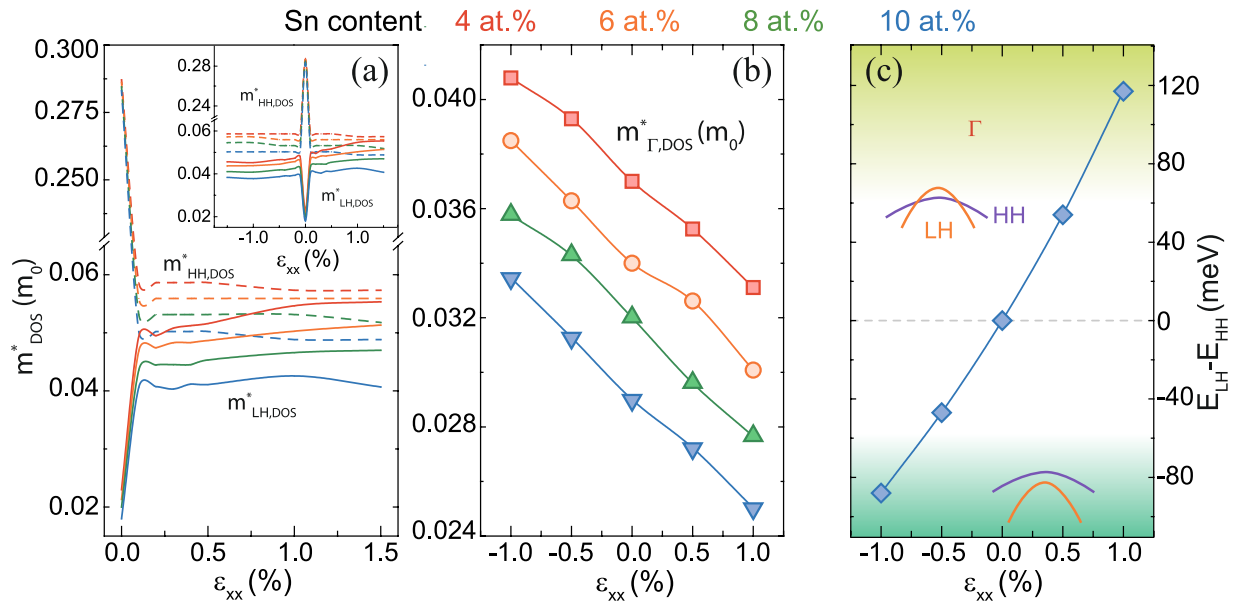 Sn content 4 at.% 6 at.% 8 at.% 10 at.%
(a)
0.300
0.275
0.250
0.06
0.04
0.02
m*DOS (m0)
0.0 0.5 1.0 1.5
εxx (%)
m*HH,DOS
m*LH,DOS
0.28
0.24
0.06
0.04
0.02
m*HH,DOS
m*LH,DOS
-1.0 0.0 1.0
εxx (%)
(b)
m*Γ,DOS(m0)
0.040
0.036
0.032
0.028
0.024
-1.0 -0.5 0.0 0.5 1.0
εxx (%)
(c)
Γ
HH
LH
120
80
40
0
-40
-80
ELH-EHH (meV)
-1.0 -0.5 0.0 0.5 1.0
εxx (%)